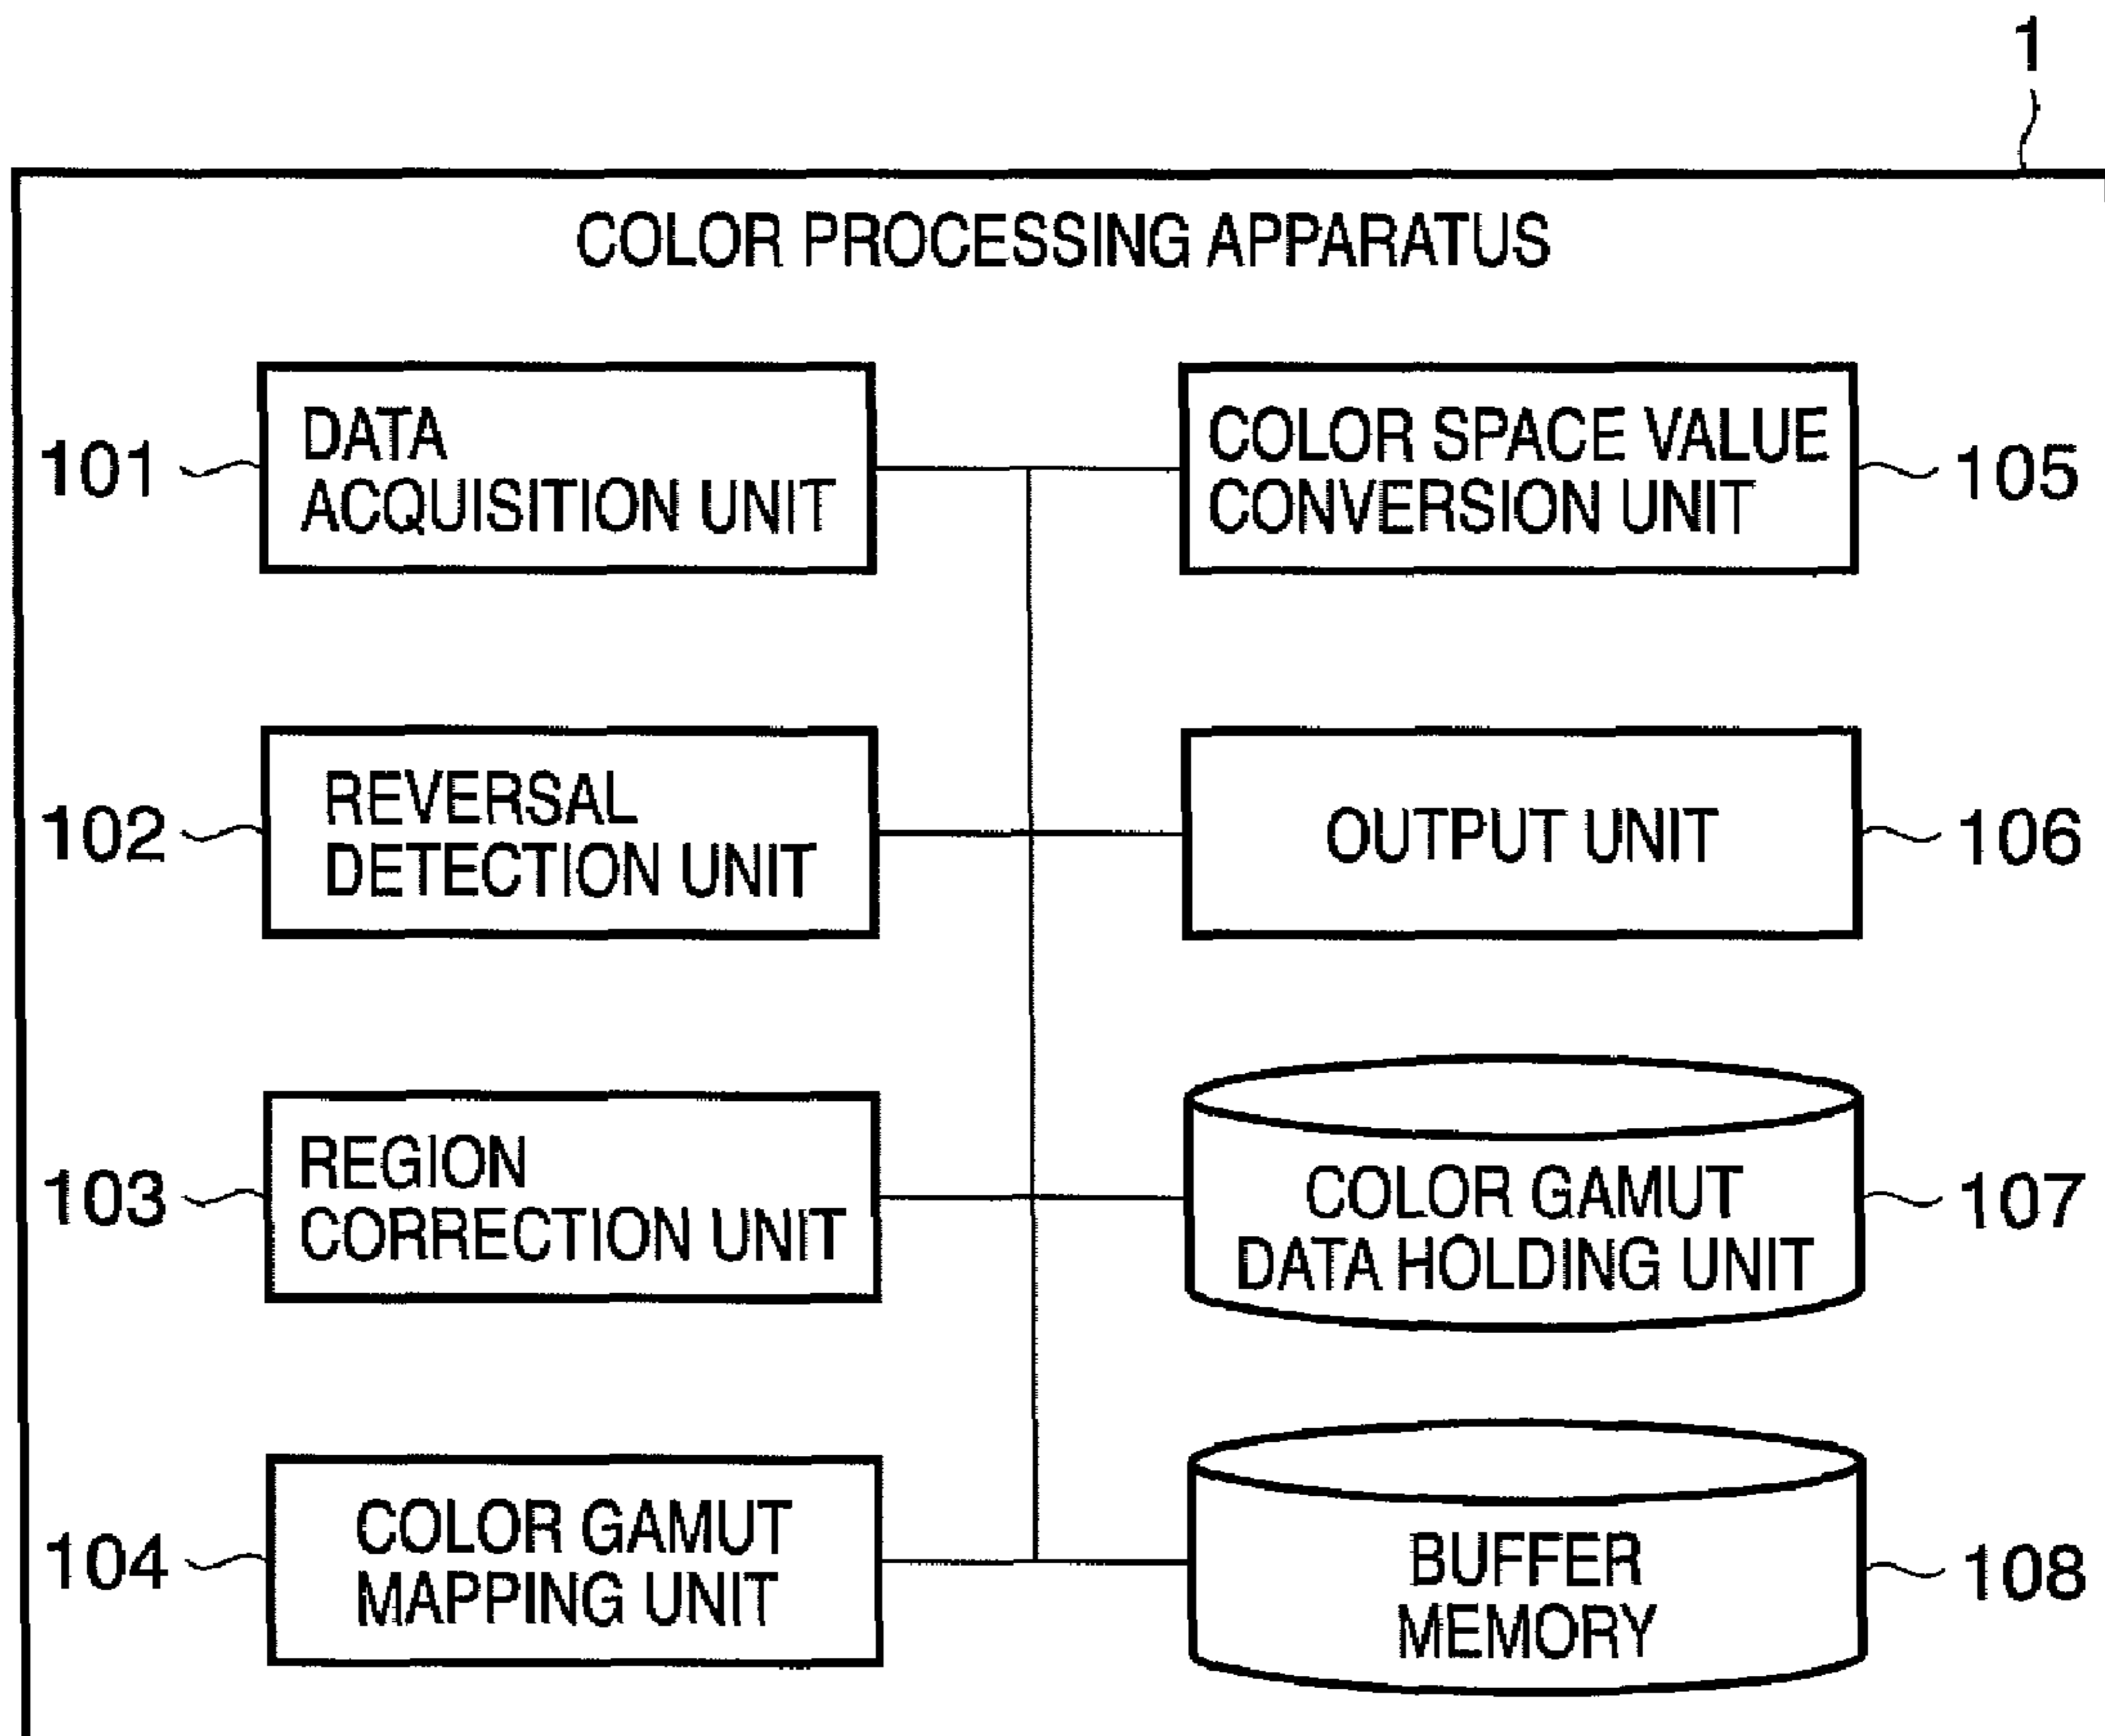 1
COLOR PROCESSING APPARATUS
101
DATA
ACQUISITION UNIT
COLOR SPACE VALUE
CONVERSION UNIT
105
102
REVERSAL
DETECTION UNIT
OUTPUT UNIT
106
103
REGION
CORRECTION UNIT
COLOR GAMUT
DATA HOLDING UNIT
107
104
COLOR GAMUT
MAPPING UNIT
BUFFER
MEMORY
108